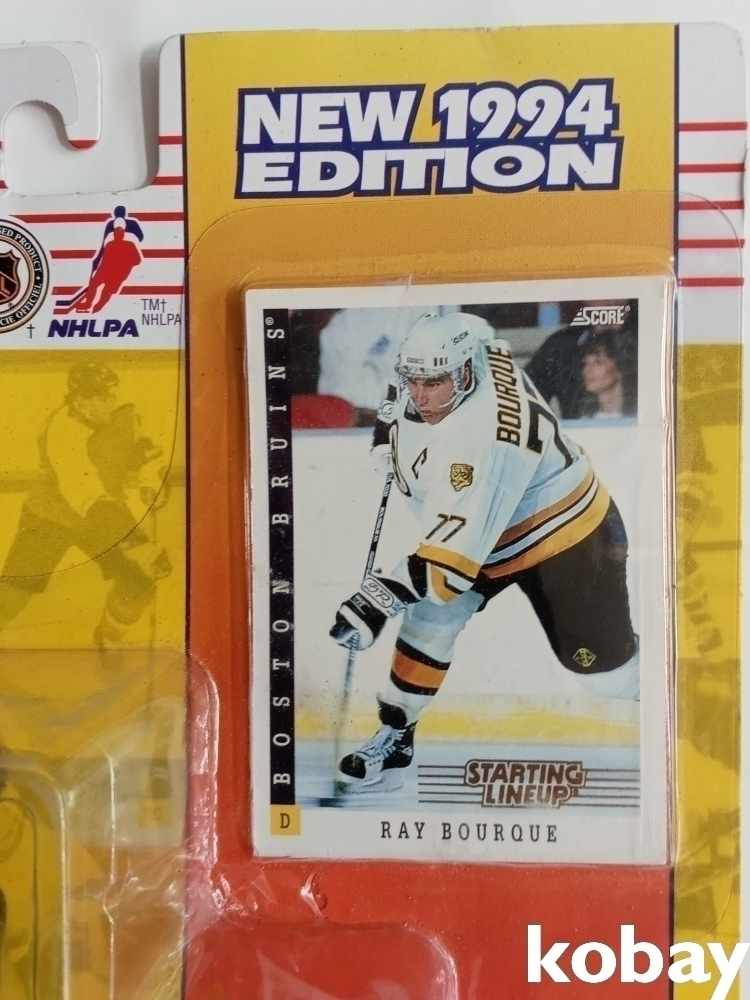 NEW 1994
EDITION
TM†
NHLPA
†
NHLPA
SCORE®
BOSTON BRUINS®
BOURQUE
77
C
77
STARTING
LINEUP
D
RAY BOURQUE
kobay